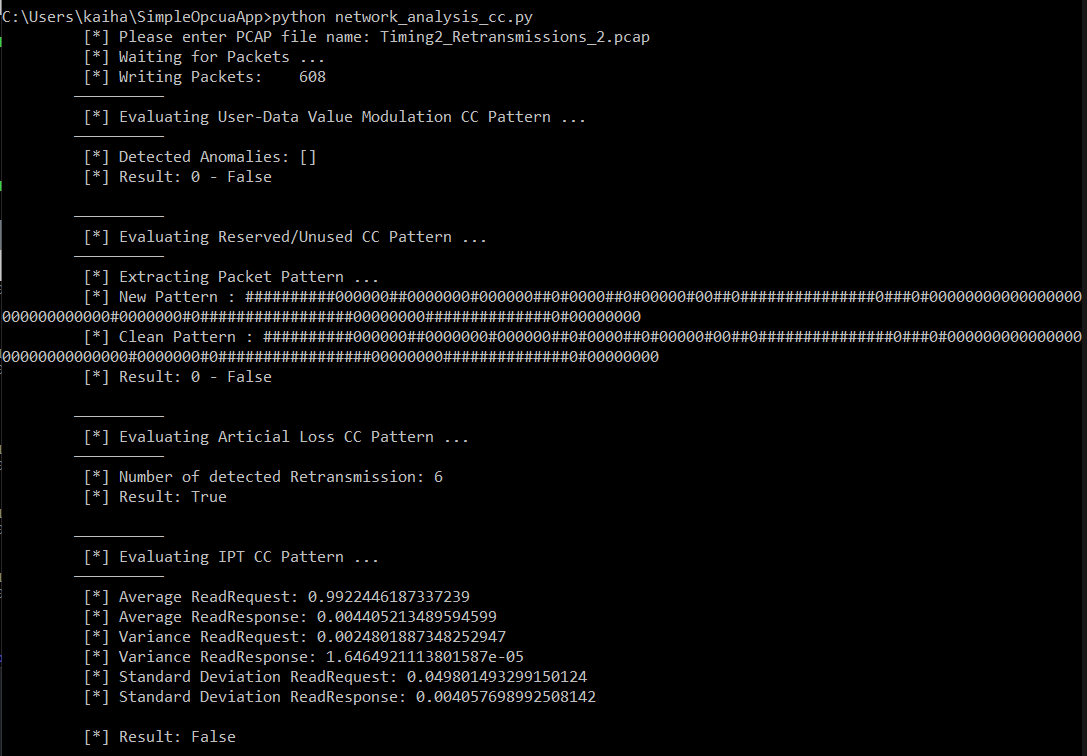 C:\Users\kaiha\SimpleOpcuaApp>python network_analysis_cc.py
[*] Please enter PCAP file name: Timing2_Retransmissions_2.pcap
[*] Waiting for Packets ...
[*] Writing Packets:    608
__________
[*] Evaluating User-Data Value Modulation CC Pattern ...
__________
[*] Detected Anomalies: []
[*] Result: 0 - False
__________
[*] Evaluating Reserved/Unused CC Pattern ...
__________
[*] Extracting Packet Pattern ...
[*] New Pattern : ##########000000##0000000#000000##0#0000##0#00000#00##0###############0###0#00000000000000000
000000000000#0000000#0#################00000000##############0#00000000
[*] Clean Pattern : ##########000000##0000000#000000##0#0000##0#00000#00##0###############0###0#000000000000000
00000000000000#0000000#0#################00000000##############0#00000000
[*] Result: 0 - False
__________
[*] Evaluating Articial Loss CC Pattern ...
__________
[*] Number of detected Retransmission: 6
[*] Result: True
__________
[*] Evaluating IPT CC Pattern ...
__________
[*] Average ReadRequest: 0.9922446187337239
[*] Average ReadResponse: 0.004405213489594599
[*] Variance ReadRequest: 0.0024801887348252947
[*] Variance ReadResponse: 1.6464921113801587e-05
[*] Standard Deviation ReadRequest: 0.049801493299150124
[*] Standard Deviation ReadResponse: 0.004057698992508142
[*] Result: False